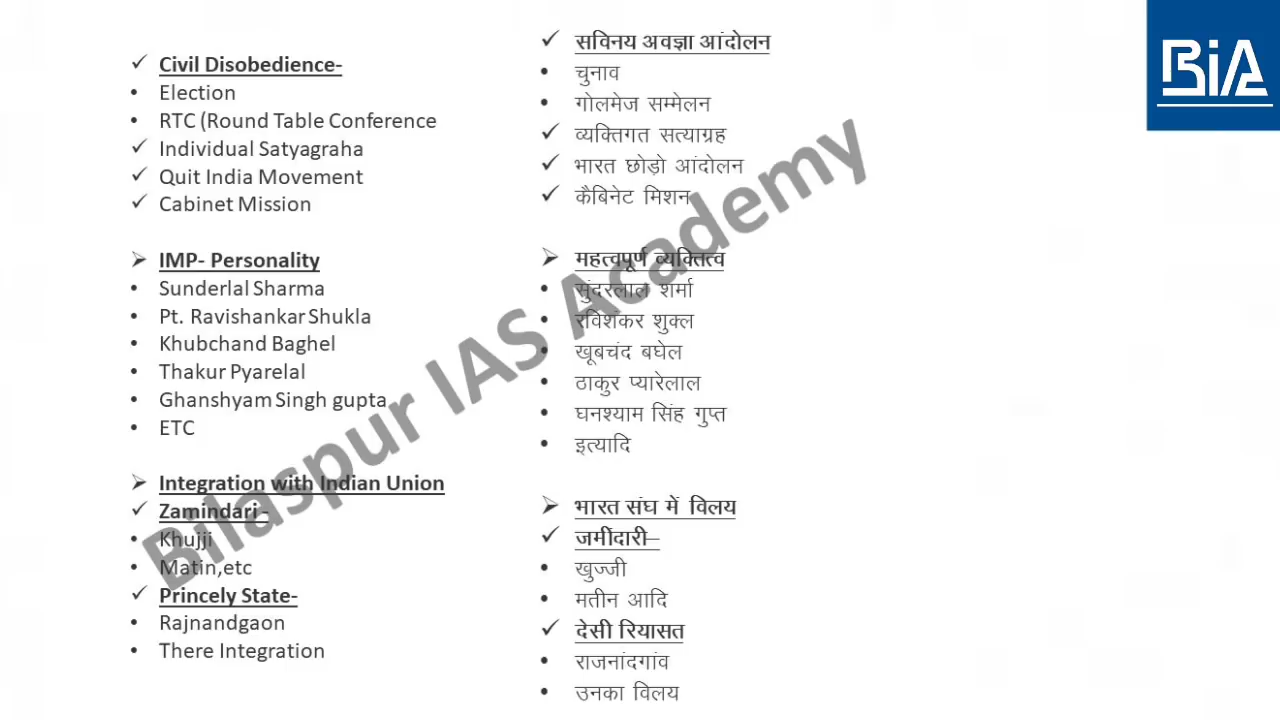 Civil Disobedience-
Election
RTC (Round Table Conference
Individual Satyagraha
Quit India Movement
Cabinet Mission
IMP- Personality
Sunderlal Sharma
Pt. Ravishankar Shukla
Khubchand Baghel
Thakur Pyarelal
Ghanshyam Singh gupta
ETC
Integration with Indian Union
Zamindari -
Khujji
Matin,etc
Princely State-
Rajnandgaon
There Integration
सविनय अवज्ञा आंदोलन
चुनाव
गोलमेज सम्मेलन
व्यक्तिगत सत्याग्रह
भारत छोड़ो आंदोलन
कैबिनेट मिशन
महत्वपूर्ण व्यक्तित्व
सुंदरलाल शर्मा
रविशंकर शुक्ल
खूबचंद बघेल
ठाकुर प्यारेलाल
घनश्याम सिंह गुप्त
इत्यादि
भारत संघ में विलय
जमींदारी–
खुज्जी
मतीन आदि
देसी रियासत
राजनांदगांव
उनका विलय
BIA
Bilaspur IAS Academy